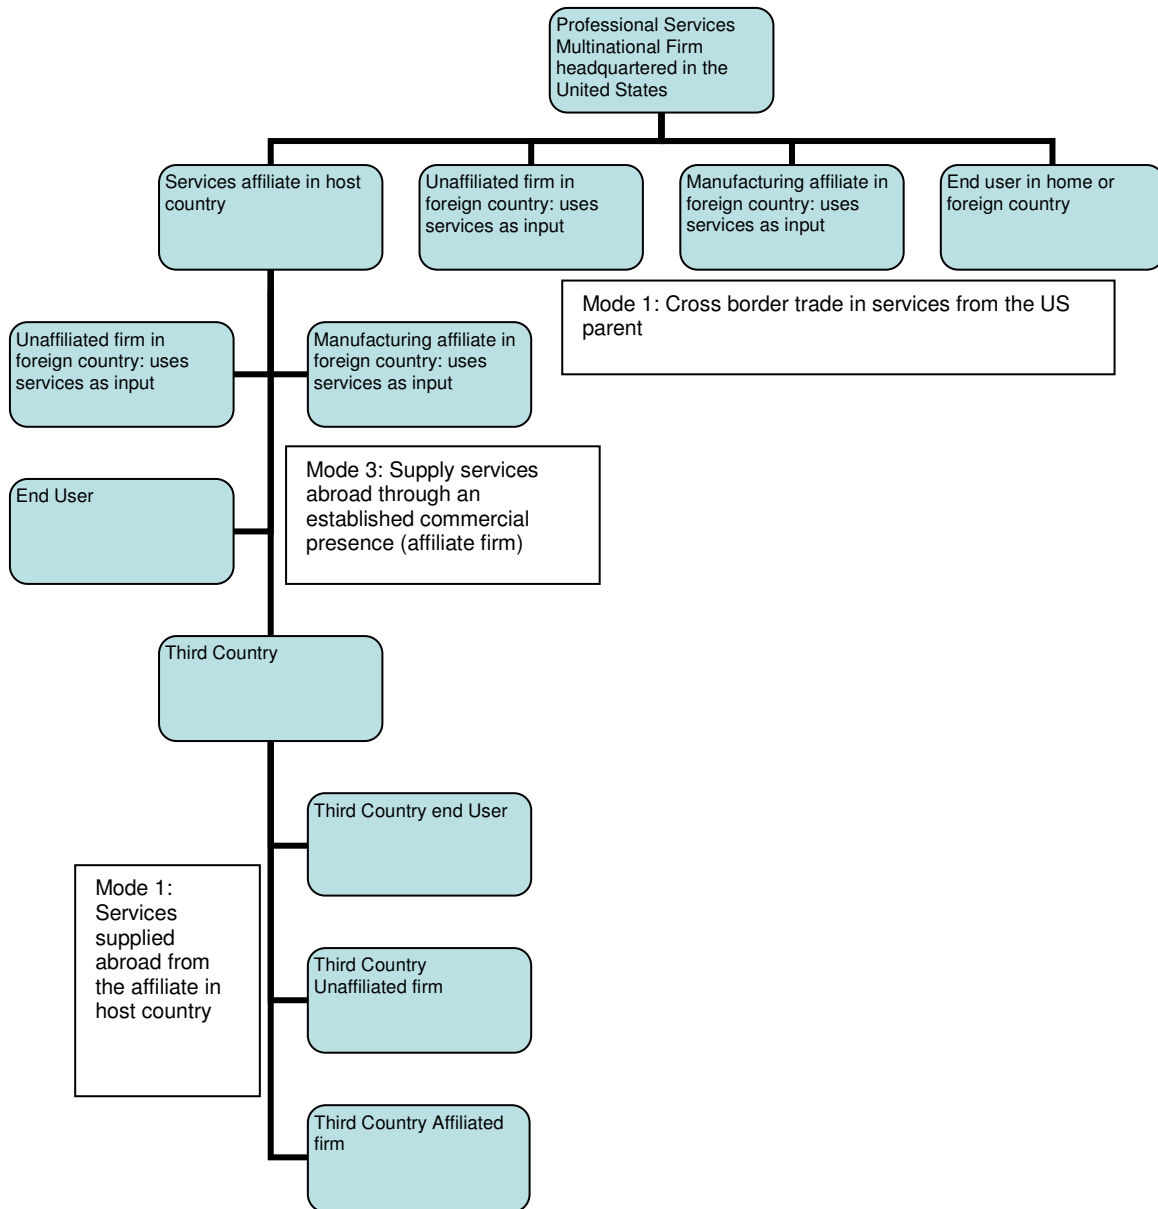 Professional Services
Multinational Firm
headquartered in the
United States
Services affiliate in host
country
Unaffiliated firm in
foreign country: uses
services as input
Manufacturing affiliate in
foreign country: uses
services as input
End user in home or
foreign country
Mode 1: Cross border trade in services from the US
parent
Unaffiliated firm in
foreign country: uses
services as input
Manufacturing affiliate in
foreign country: uses
services as input
Mode 3: Supply services
abroad through an
established commercial
presence (affiliate firm)
End User
Third Country
Third Country end User
Mode 1:
Services
supplied
abroad from
the affiliate in
host country
Third Country
Unaffiliated firm
Third Country Affiliated
firm